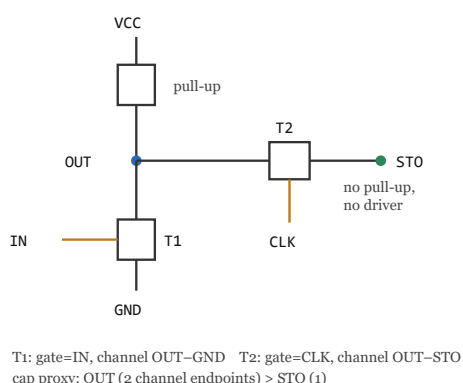 VCC
pull-up
T2
OUT
STO
no pull-up,
no driver
IN
T1
CLK
GND
T1: gate=IN, channel OUT–GND T2: gate=CLK, channel OUT–STO
cap proxy: OUT (2 channel endpoints) > STO (1)